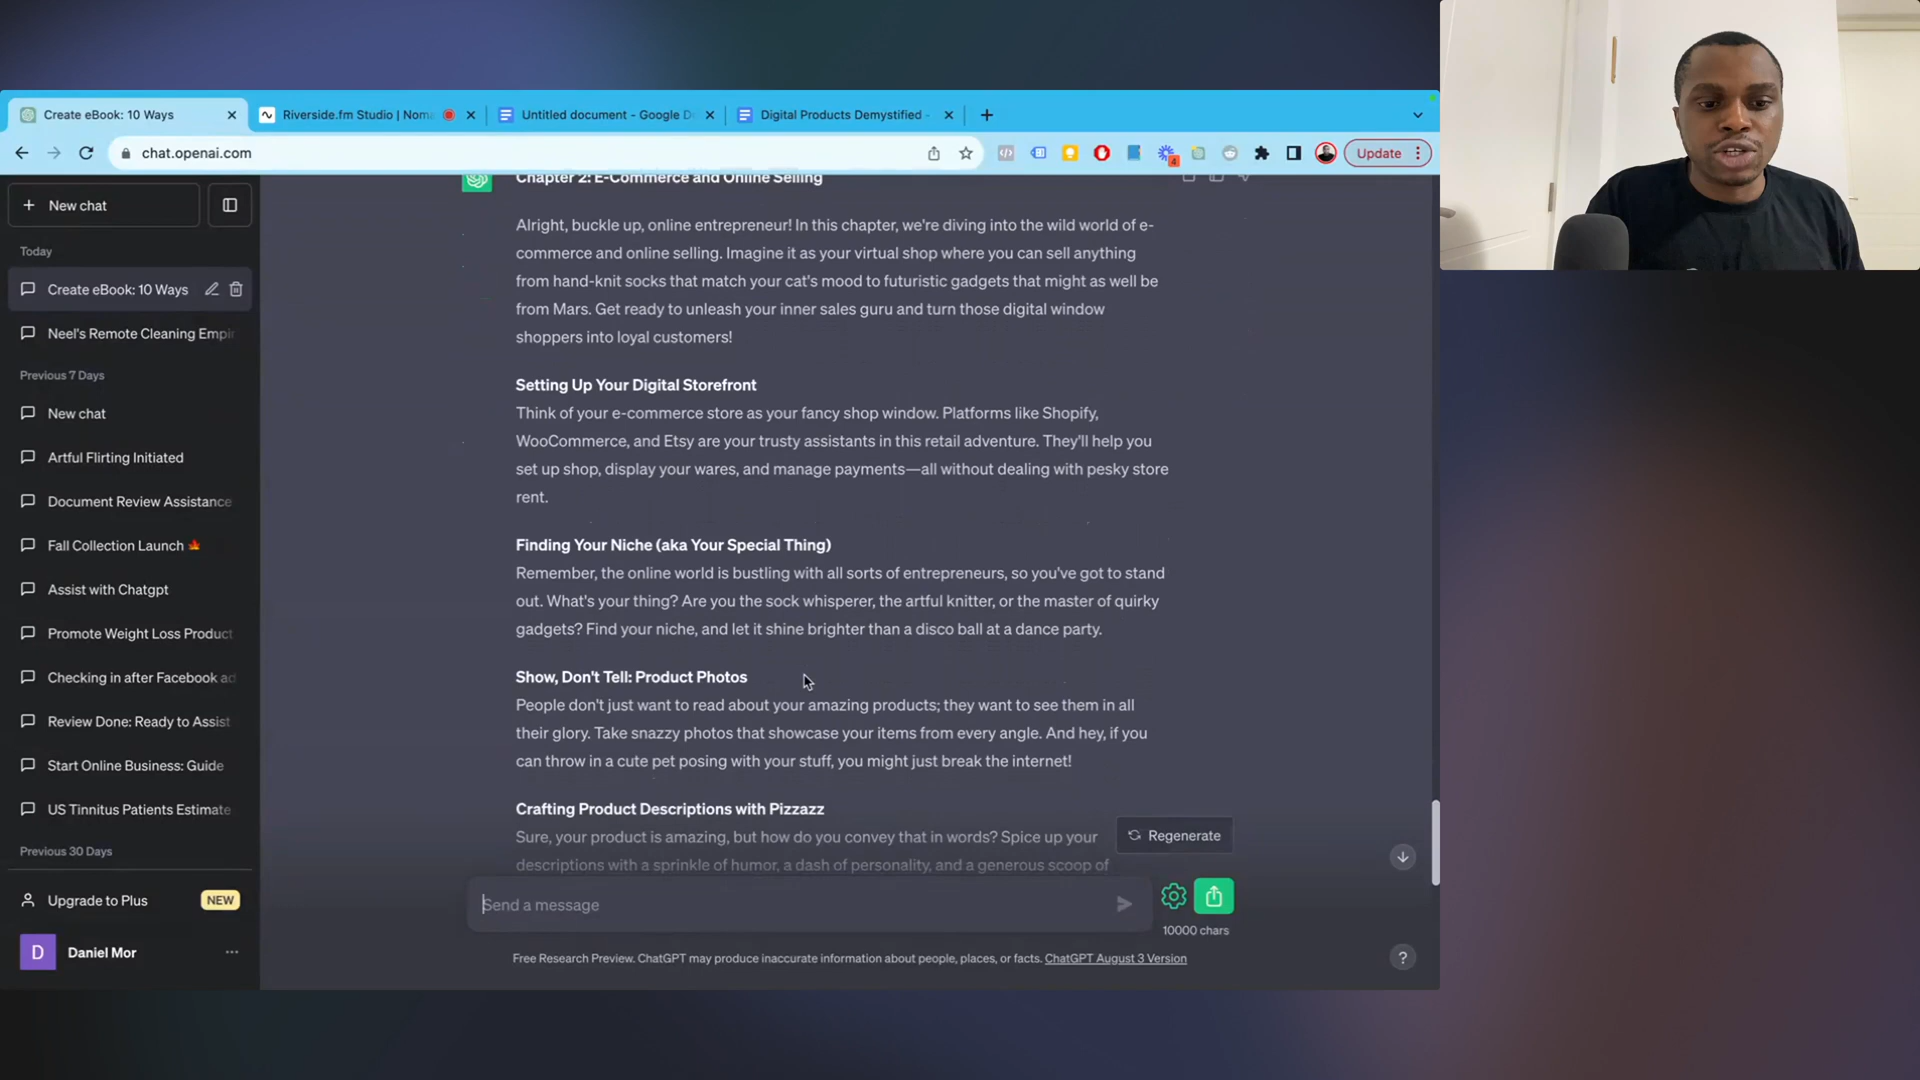 Create eBook: 10 Ways
Riverside.fm Studio | Noma
Untitled document - Google D
Digital Products Demystified -
chat.openai.com
Update
4
New chat
Today
Create eBook: 10 Ways
Neel's Remote Cleaning Empi
Previous 7 Days
New chat
Artful Flirting Initiated
Document Review Assistance
Fall Collection Launch 🍁
Assist with Chatgpt
Promote Weight Loss Product
Checking in after Facebook ad
Review Done: Ready to Assist
Start Online Business: Guide
US Tinnitus Patients Estimate
Previous 30 Days
Upgrade to Plus
NEW
D
Daniel Mor
Chapter 2: E-Commerce and Online Selling
Alright, buckle up, online entrepreneur! In this chapter, we're diving into the wild world of e-
commerce and online selling. Imagine it as your virtual shop where you can sell anything
from hand-knit socks that match your cat's mood to futuristic gadgets that might as well be
from Mars. Get ready to unleash your inner sales guru and turn those digital window
shoppers into loyal customers!
Setting Up Your Digital Storefront
Think of your e-commerce store as your fancy shop window. Platforms like Shopify,
WooCommerce, and Etsy are your trusty assistants in this retail adventure. They'll help you
set up shop, display your wares, and manage payments—all without dealing with pesky store
rent.
Finding Your Niche (aka Your Special Thing)
Remember, the online world is bustling with all sorts of entrepreneurs, so you've got to stand
out. What's your thing? Are you the sock whisperer, the artful knitter, or the master of quirky
gadgets? Find your niche, and let it shine brighter than a disco ball at a dance party.
Show, Don't Tell: Product Photos
People don't just want to read about your amazing products; they want to see them in all
their glory. Take snazzy photos that showcase your items from every angle. And hey, if you
can throw in a cute pet posing with your stuff, you might just break the internet!
Crafting Product Descriptions with Pizzazz
Sure, your product is amazing, but how do you convey that in words? Spice up your
descriptions with a sprinkle of humor, a dash of personality, and a generous scoop of
Regenerate
Send a message
10000 chars
Free Research Preview. ChatGPT may produce inaccurate information about people, places, or facts. ChatGPT August 3 Version
?